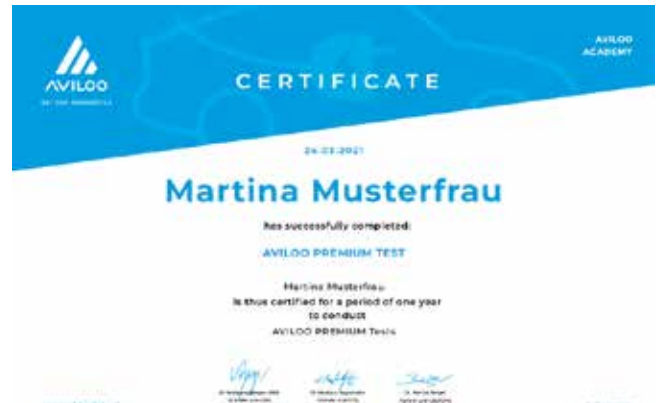 AVILOO
AVILOO
ACADEMY
CERTIFICATE
24.03.2021
Martina Musterfrau
has successfully completed:
AVILOO PREMIUM TEST
Martina Musterfrau
is thus certified for a period of one year
to conduct
AVILOO PREMIUM Tests